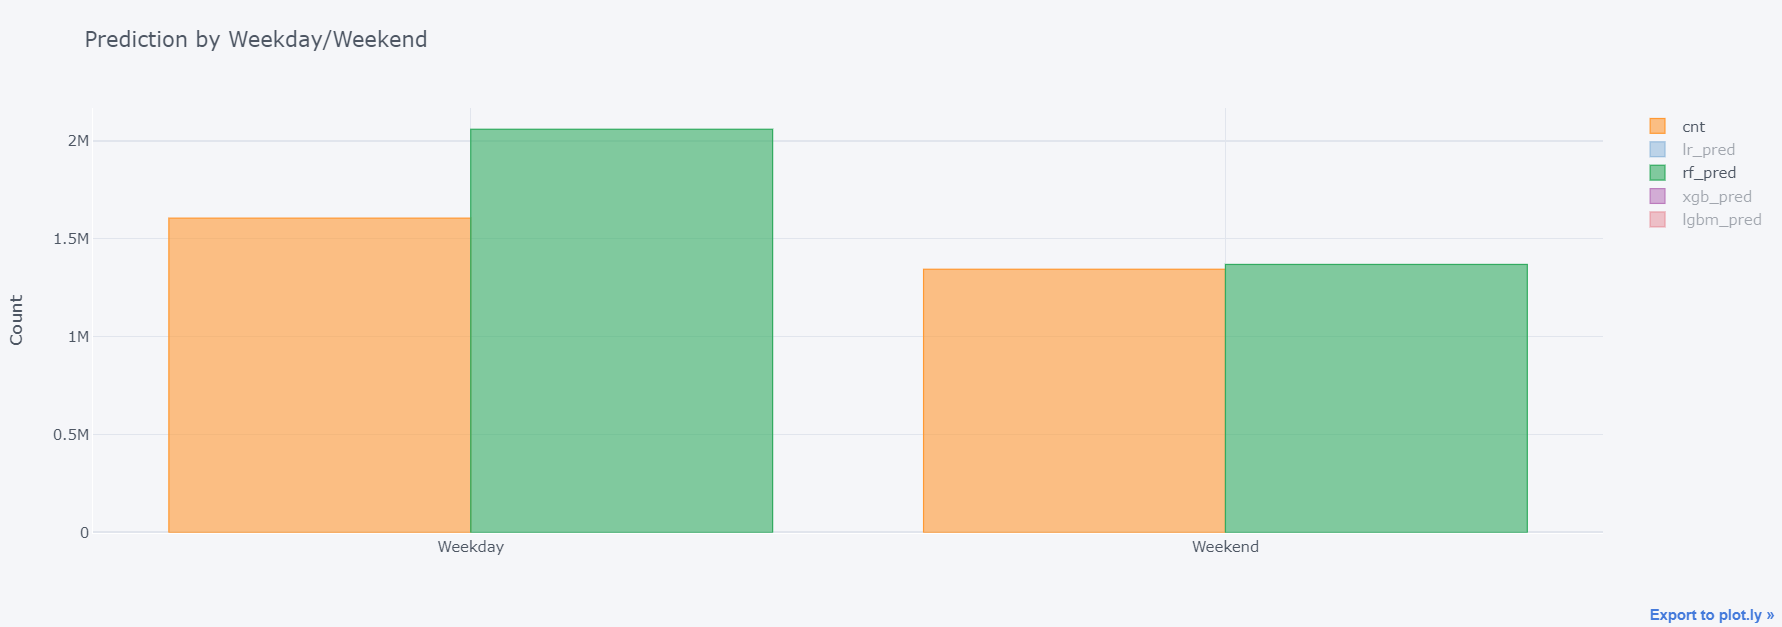 Prediction by Weekday/Weekend
Count
2M
1.5M
1M
0.5M
0
Weekday
Weekend
cnt
lr_pred
rf_pred
xgb_pred
lgbm_pred
Export to plot.ly »